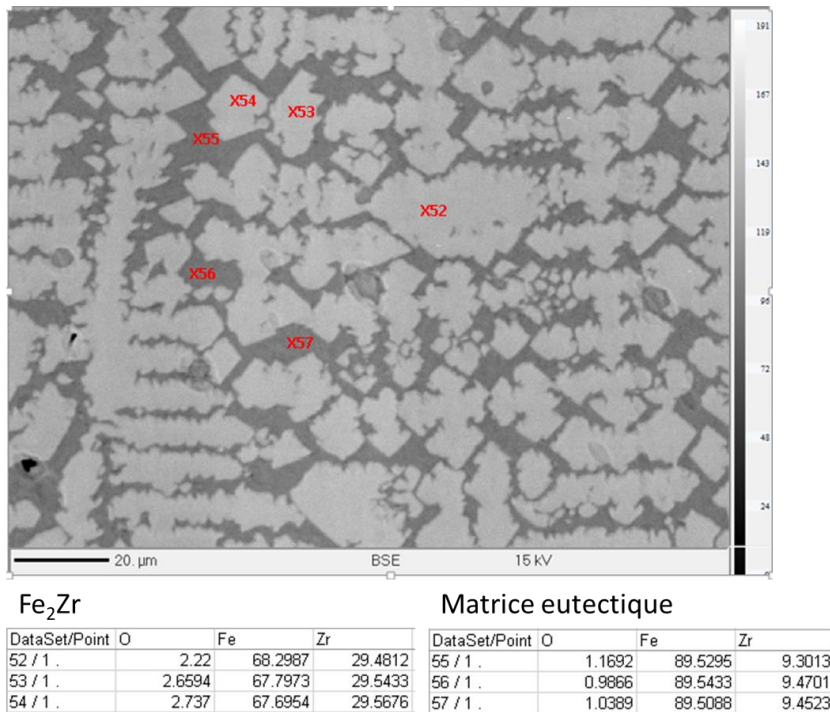 191
X54
X53
167
X55
143
X52
119
X56
96
X57
72
48
24
20. µm BSE 15 kV
Fe₂Zr Matrice eutectique
DataSet/Point O Fe Zr DataSet/Point O Fe Zr
52 / 1 . 2.22 68.2987 29.4812 55 / 1 . 1.1692 89.5295 9.3013
53 / 1 . 2.6594 67.7973 29.5433 56 / 1 . 0.9866 89.5433 9.4701
54 / 1 . 2.737 67.6954 29.5676 57 / 1 . 1.0389 89.5088 9.4523